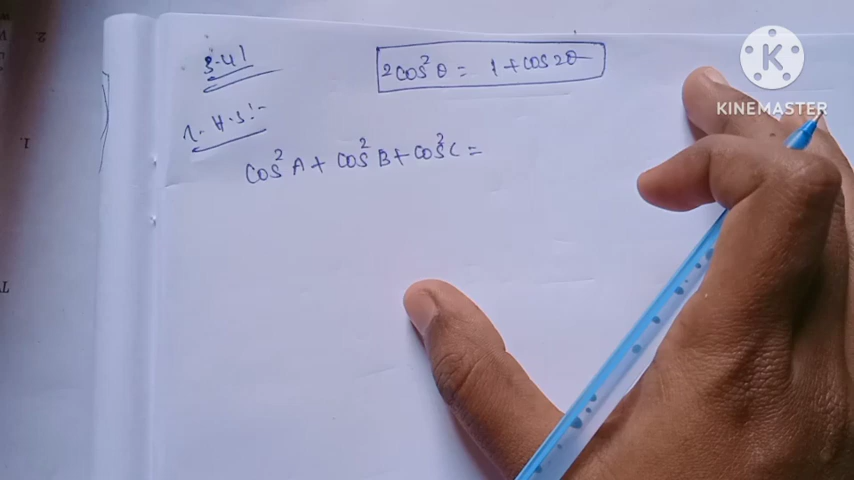 2cos²θ = 1 + cos2θ
cos²A + cos²B + cos²C =
K
KINEMASTER